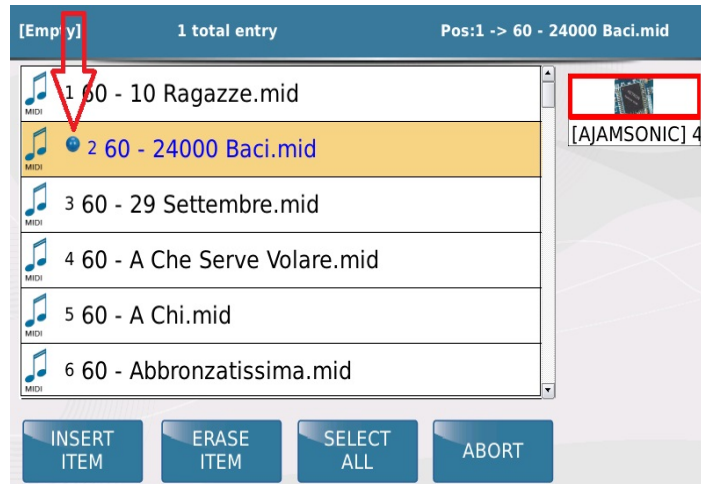 [Empty] 1 total entry Pos:1 -> 60 - 24000 Baci.mid
MIDI 1 60 - 10 Ragazze.mid
MIDI 2 60 - 24000 Baci.mid
MIDI 3 60 - 29 Settembre.mid
MIDI 4 60 - A Che Serve Volare.mid
MIDI 5 60 - A Chi.mid
MIDI 6 60 - Abbronzatissima.mid
[AJAMSONIC] 4
INSERT ITEM
ERASE ITEM
SELECT ALL
ABORT